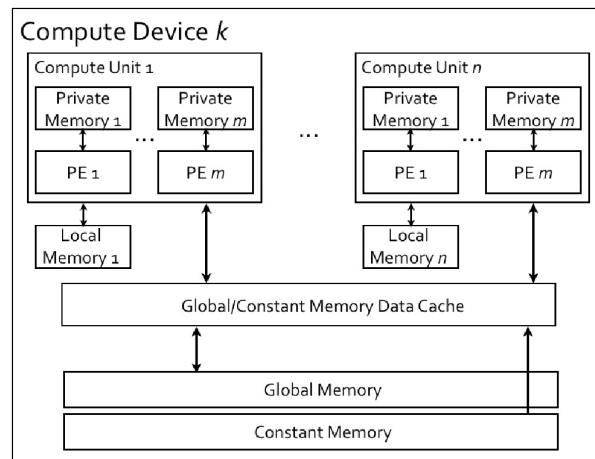 Compute Device k
Compute Unit 1
Private
Memory 1
...
Private
Memory m
PE 1
PE m
Local
Memory 1
...
Compute Unit n
Private
Memory 1
...
Private
Memory m
PE 1
PE m
Local
Memory n
Global/Constant Memory Data Cache
Global Memory
Constant Memory